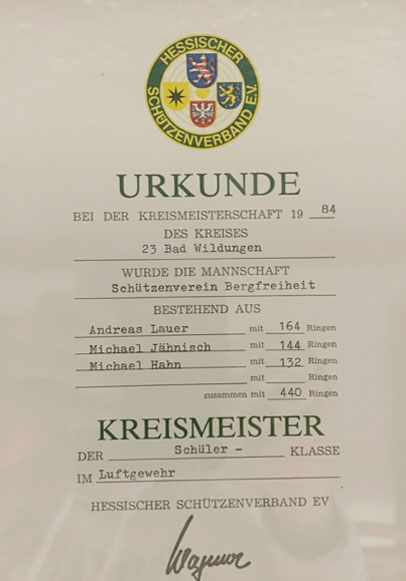 HESSISCHER
SCHÜTZENVERBAND E.V.
URKUNDE
BEI DER KREISMEISTERSCHAFT 19 84
DES KREISES
23 Bad Wildungen
WURDE DIE MANNSCHAFT
Schützenverein Bergfreiheit
BESTEHEND AUS
Andreas Lauer mit 164 Ringen
Michael Jähnisch mit 144 Ringen
Michael Hahn mit 132 Ringen
mit Ringen
zusammen mit 440 Ringen
KREISMEISTER
DER Schüler - KLASSE
IM Luftgewehr
HESSISCHER SCHÜTZENVERBAND EV